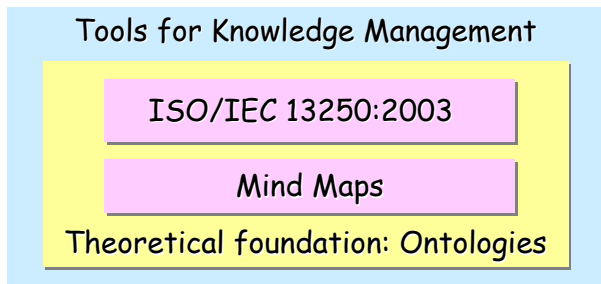 Tools for Knowledge Management
ISO/IEC 13250:2003
Mind Maps
Theoretical foundation: Ontologies